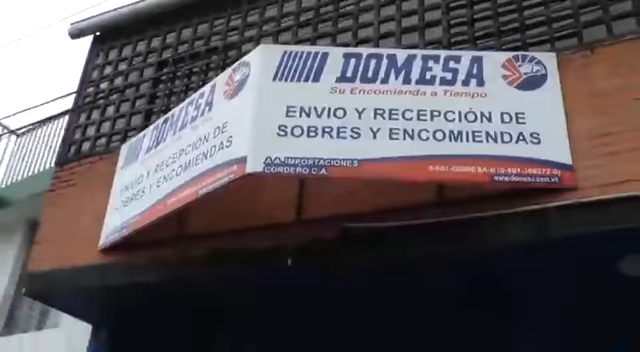 DOMESA
Su Encomienda a Tiempo
ENVIO Y RECEPCIÓN DE
SOBRES Y ENCOMIENDAS
A.A. IMPORTACIONES
CORDERO C.A.
www.domesa.com.ve
DOMESA
ENVIO Y RECEPCIÓN DE
SOBRES Y ENCOMIENDAS